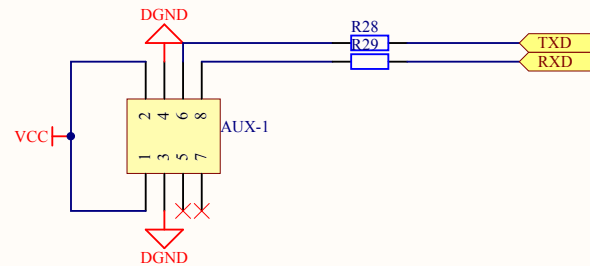 DGND
R28
TXD
R29
RXD
2 4 6 8
AUX-1
VCC
1 3 5 7
DGND